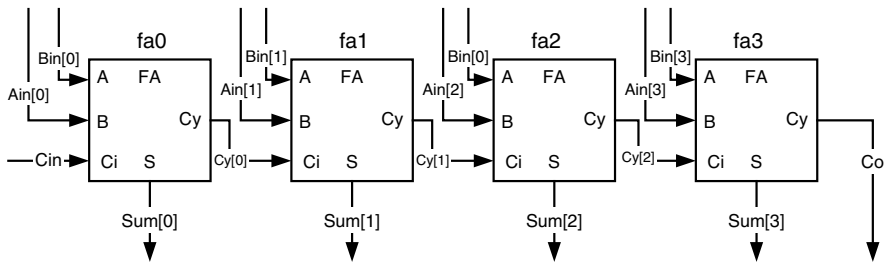 fa0 fa1 fa2 fa3
Bin[0] Bin[1] Bin[0] Bin[3]
A FA A FA A FA A FA
Ain[0] Ain[1] Ain[2] Ain[3]
B Cy B Cy B Cy B Cy
Cin Ci S Cy[0] Ci S Cy[1] Ci S Cy[2] Ci S Co
Sum[0] Sum[1] Sum[2] Sum[3]